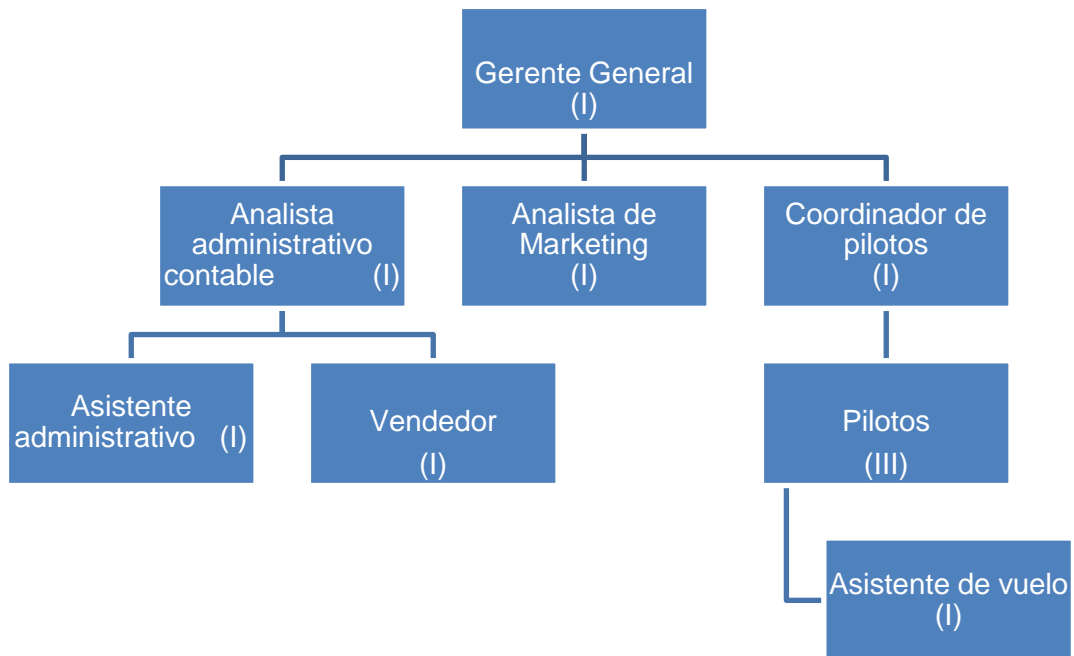 Gerente General
(I)
Analista
administrativo
contable (I)
Analista de
Marketing
(I)
Coordinador de
pilotos
(I)
Asistente
administrativo (I)
Vendedor
(I)
Pilotos
(III)
Asistente de vuelo
(I)